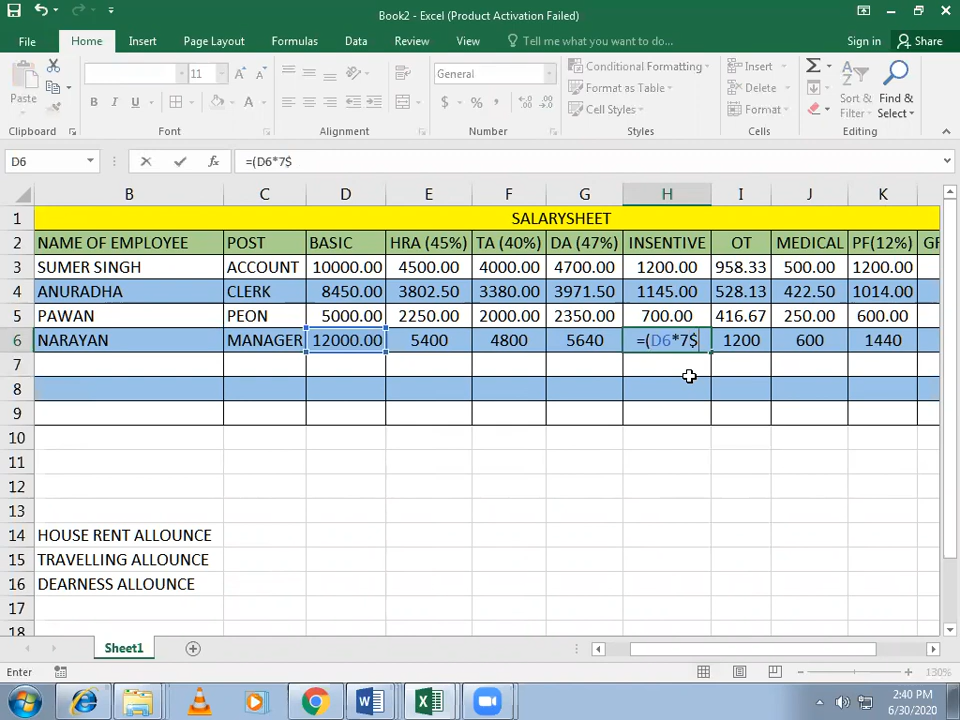 Book2 - Excel (Product Activation Failed)
File Home Insert Page Layout Formulas Data Review View Tell me what you want to do... Sign in Share
Paste 11 General Conditional Formatting Insert
B I U A $ % , Format as Table Delete Sort & Find &
Cell Styles Format Filter Select
Clipboard Font Alignment Number Styles Cells Editing
D6 fx =(D6*7$
B C D E F G H I J K
1 SALARYSHEET
2 NAME OF EMPLOYEE POST BASIC HRA (45%) TA (40%) DA (47%) INSENTIVE OT MEDICAL PF(12%) GR
3 SUMER SINGH ACCOUNT 10000.00 4500.00 4000.00 4700.00 1200.00 958.33 500.00 1200.00
4 ANURADHA CLERK 8450.00 3802.50 3380.00 3971.50 1145.00 528.13 422.50 1014.00
5 PAWAN PEON 5000.00 2250.00 2000.00 2350.00 700.00 416.67 250.00 600.00
6 NARAYAN MANAGER 12000.00 5400 4800 5640 =(D6*7$ 1200 600 1440
7
8
9
10
11
12
13
14 HOUSE RENT ALLOUNCE
15 TRAVELLING ALLOUNCE
16 DEARNESS ALLOUNCE
17
18
Sheet1
Enter 130%
2:40 PM
6/30/2020